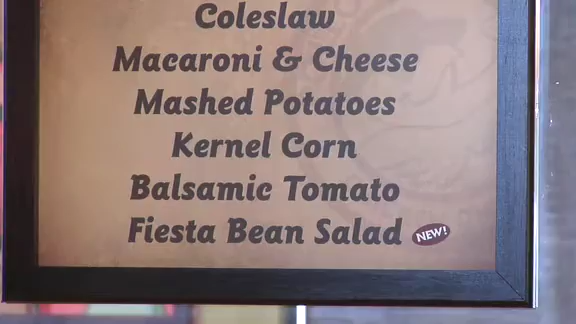 Coleslaw
Macaroni & Cheese
Mashed Potatoes
Kernel Corn
Balsamic Tomato
Fiesta Bean Salad NEW!